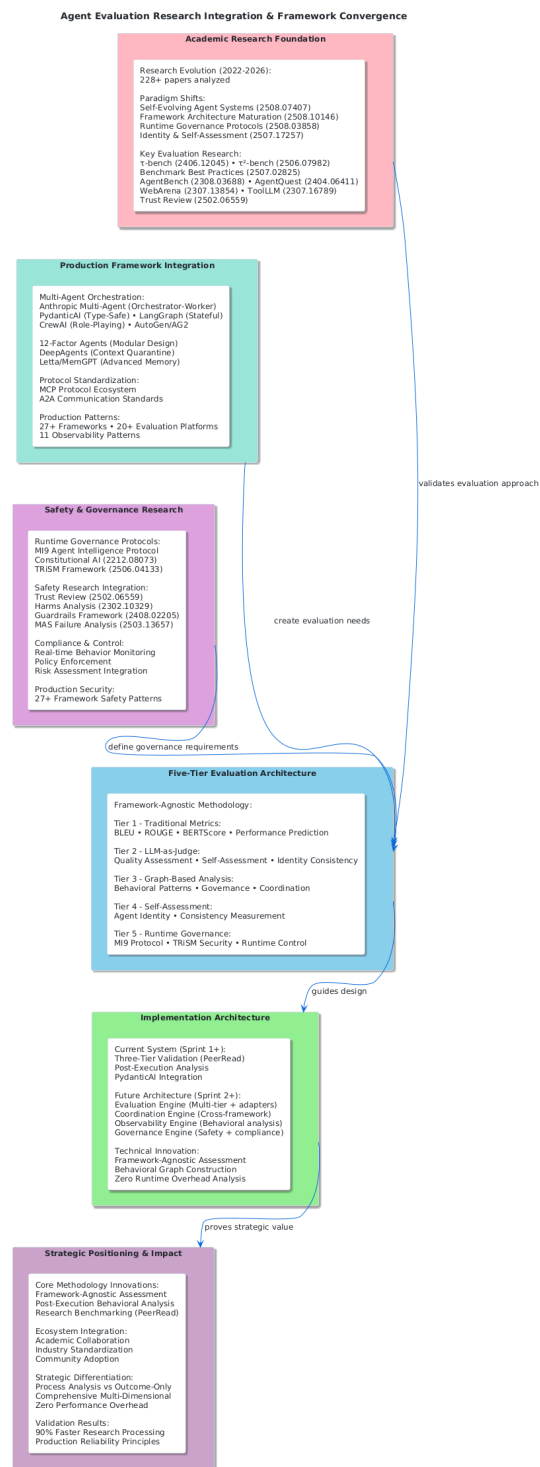 Agent Evaluation Research Integration & Framework Convergence
Academic Research Foundation
Research Evolution (2022-2026):
228+ papers analyzed
Paradigm Shifts:
Self-Evolving Agent Systems (2508.07407)
Framework Architecture Maturation (2508.10146)
Runtime Governance Protocols (2508.03858)
Identity & Self-Assessment (2507.17257)
Key Evaluation Research:
τ-bench (2406.12045) • τ²-bench (2506.07982)
Benchmark Best Practices (2507.02825)
AgentBench (2308.03688) • AgentQuest (2404.06411)
WebArena (2307.13854) • ToolLLM (2307.16789)
Trust Review (2502.06559)
Production Framework Integration
Multi-Agent Orchestration:
Anthropic Multi-Agent (Orchestrator-Worker)
PydanticAI (Type-Safe) • LangGraph (Stateful)
CrewAI (Role-Playing) • AutoGen/AG2
12-Factor Agents (Modular Design)
DeepAgents (Context Quarantine)
Letta/MemGPT (Advanced Memory)
Protocol Standardization:
MCP Protocol Ecosystem
A2A Communication Standards
Production Patterns:
27+ Frameworks • 20+ Evaluation Platforms
11 Observability Patterns
validates evaluation approach
Safety & Governance Research
Runtime Governance Protocols:
MI9 Agent Intelligence Protocol
Constitutional AI (2212.08073)
TRiSM Framework (2506.04133)
Safety Research Integration:
Trust Review (2502.06559)
Harms Analysis (2302.10329)
Guardrails Framework (2408.02205)
MAS Failure Analysis (2503.13657)
Compliance & Control:
Real-time Behavior Monitoring
Policy Enforcement
Risk Assessment Integration
Production Security:
27+ Framework Safety Patterns
create evaluation needs
define governance requirements
Five-Tier Evaluation Architecture
Framework-Agnostic Methodology:
Tier 1 - Traditional Metrics:
BLEU • ROUGE • BERTScore • Performance Prediction
Tier 2 - LLM-as-Judge:
Quality Assessment • Self-Assessment • Identity Consistency
Tier 3 - Graph-Based Analysis:
Behavioral Patterns • Governance • Coordination
Tier 4 - Self-Assessment:
Agent Identity • Consistency Measurement
Tier 5 - Runtime Governance:
MI9 Protocol • TRiSM Security • Runtime Control
guides design
Implementation Architecture
Current System (Sprint 1+):
Three-Tier Validation (PeerRead)
Post-Execution Analysis
PydanticAI Integration
Future Architecture (Sprint 2+):
Evaluation Engine (Multi-tier + adapters)
Coordination Engine (Cross-framework)
Observability Engine (Behavioral analysis)
Governance Engine (Safety + compliance)
Technical Innovation:
Framework-Agnostic Assessment
Behavioral Graph Construction
Zero Runtime Overhead Analysis
proves strategic value
Strategic Positioning & Impact
Core Methodology Innovations:
Framework-Agnostic Assessment
Post-Execution Behavioral Analysis
Research Benchmarking (PeerRead)
Ecosystem Integration:
Academic Collaboration
Industry Standardization
Community Adoption
Strategic Differentiation:
Process Analysis vs Outcome-Only
Comprehensive Multi-Dimensional
Zero Performance Overhead
Validation Results:
90% Faster Research Processing
Production Reliability Principles